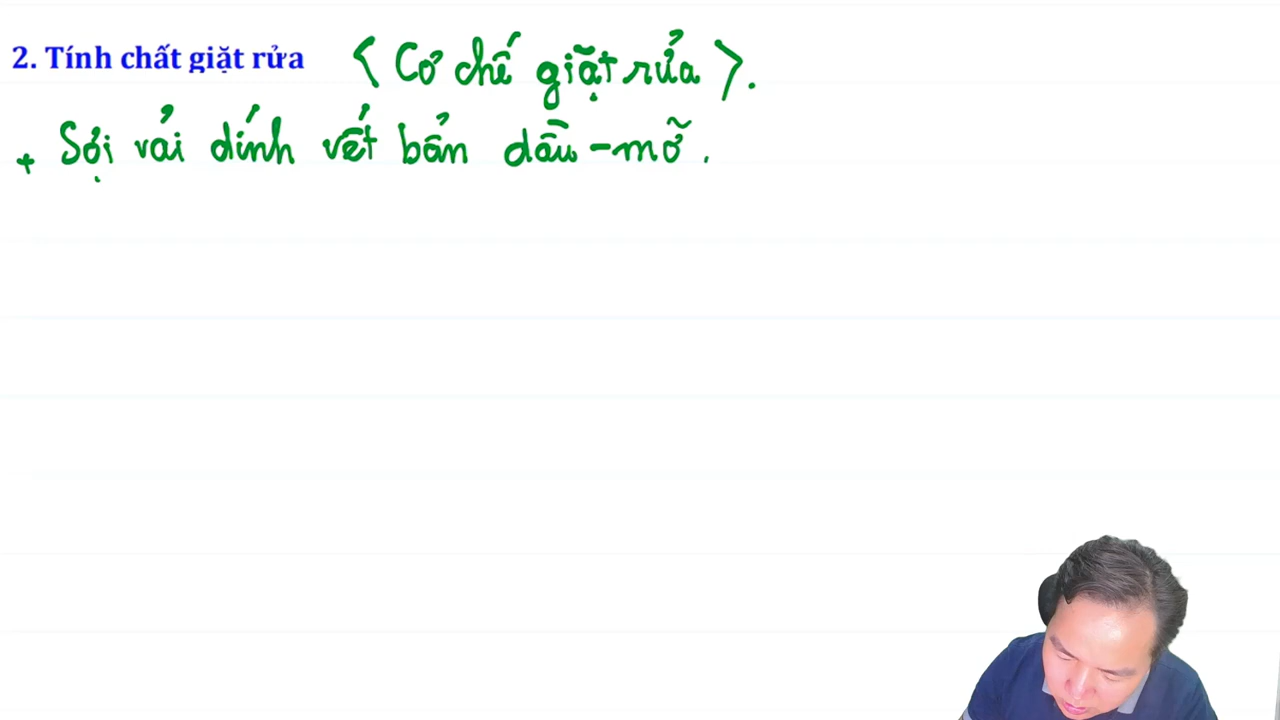 2. Tính chất giặt rửa < Cơ chế giặt rửa >.
+ Sợi vải dính vết bẩn dầu - mỡ.